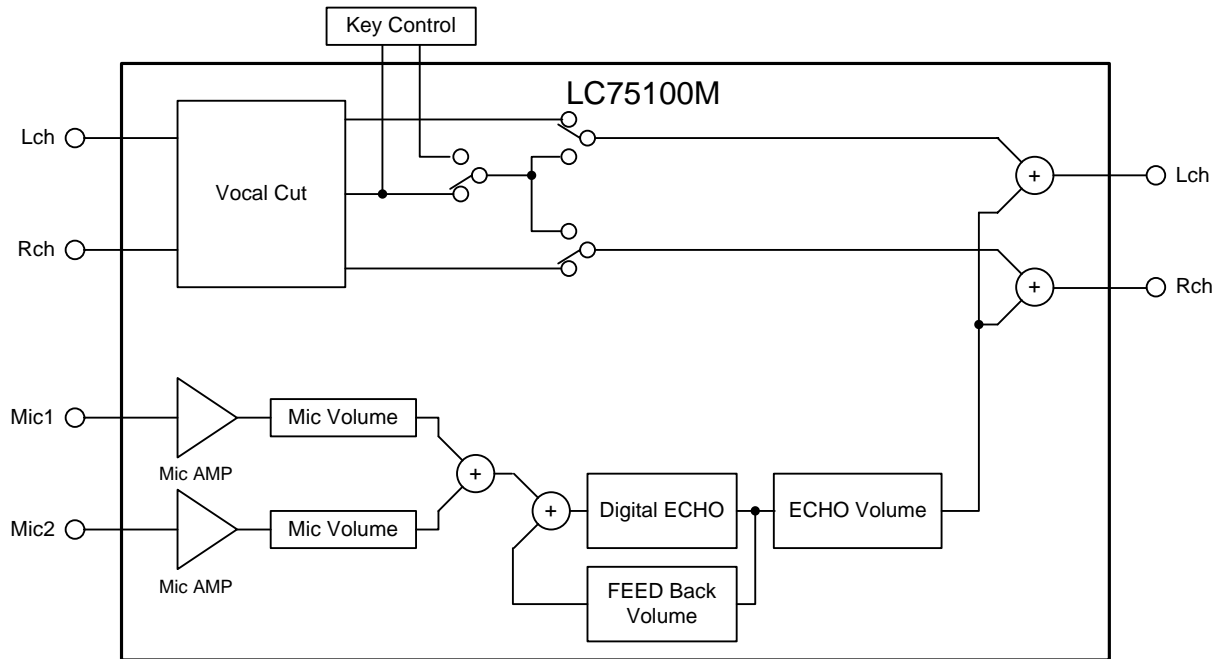 Key Control
LC75100M
Lch
Vocal Cut
+
Lch
Rch
+
Rch
Mic1
Mic Volume
Mic AMP
+
Mic2
Mic Volume
+
Digital ECHO
ECHO Volume
Mic AMP
FEED Back
Volume